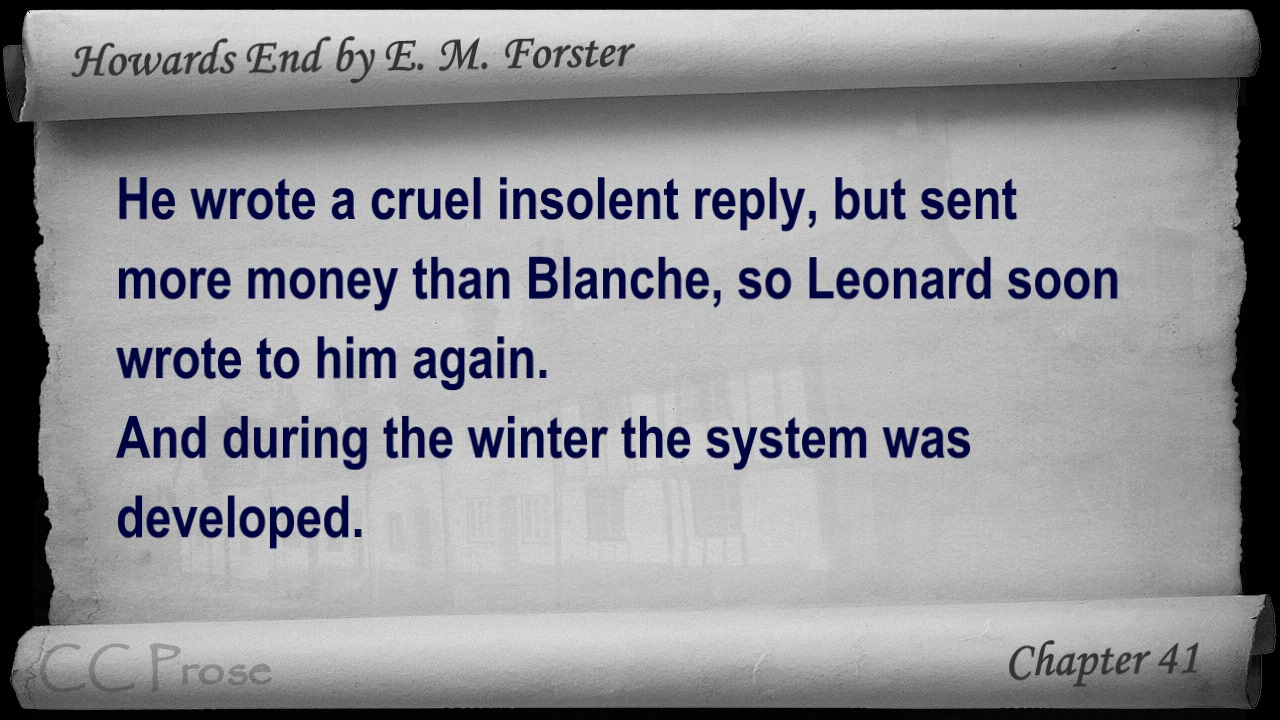 Howards End by E. M. Forster
He wrote a cruel insolent reply, but sent
more money than Blanche, so Leonard soon
wrote to him again.
And during the winter the system was
developed.
CC Prose
Chapter 41